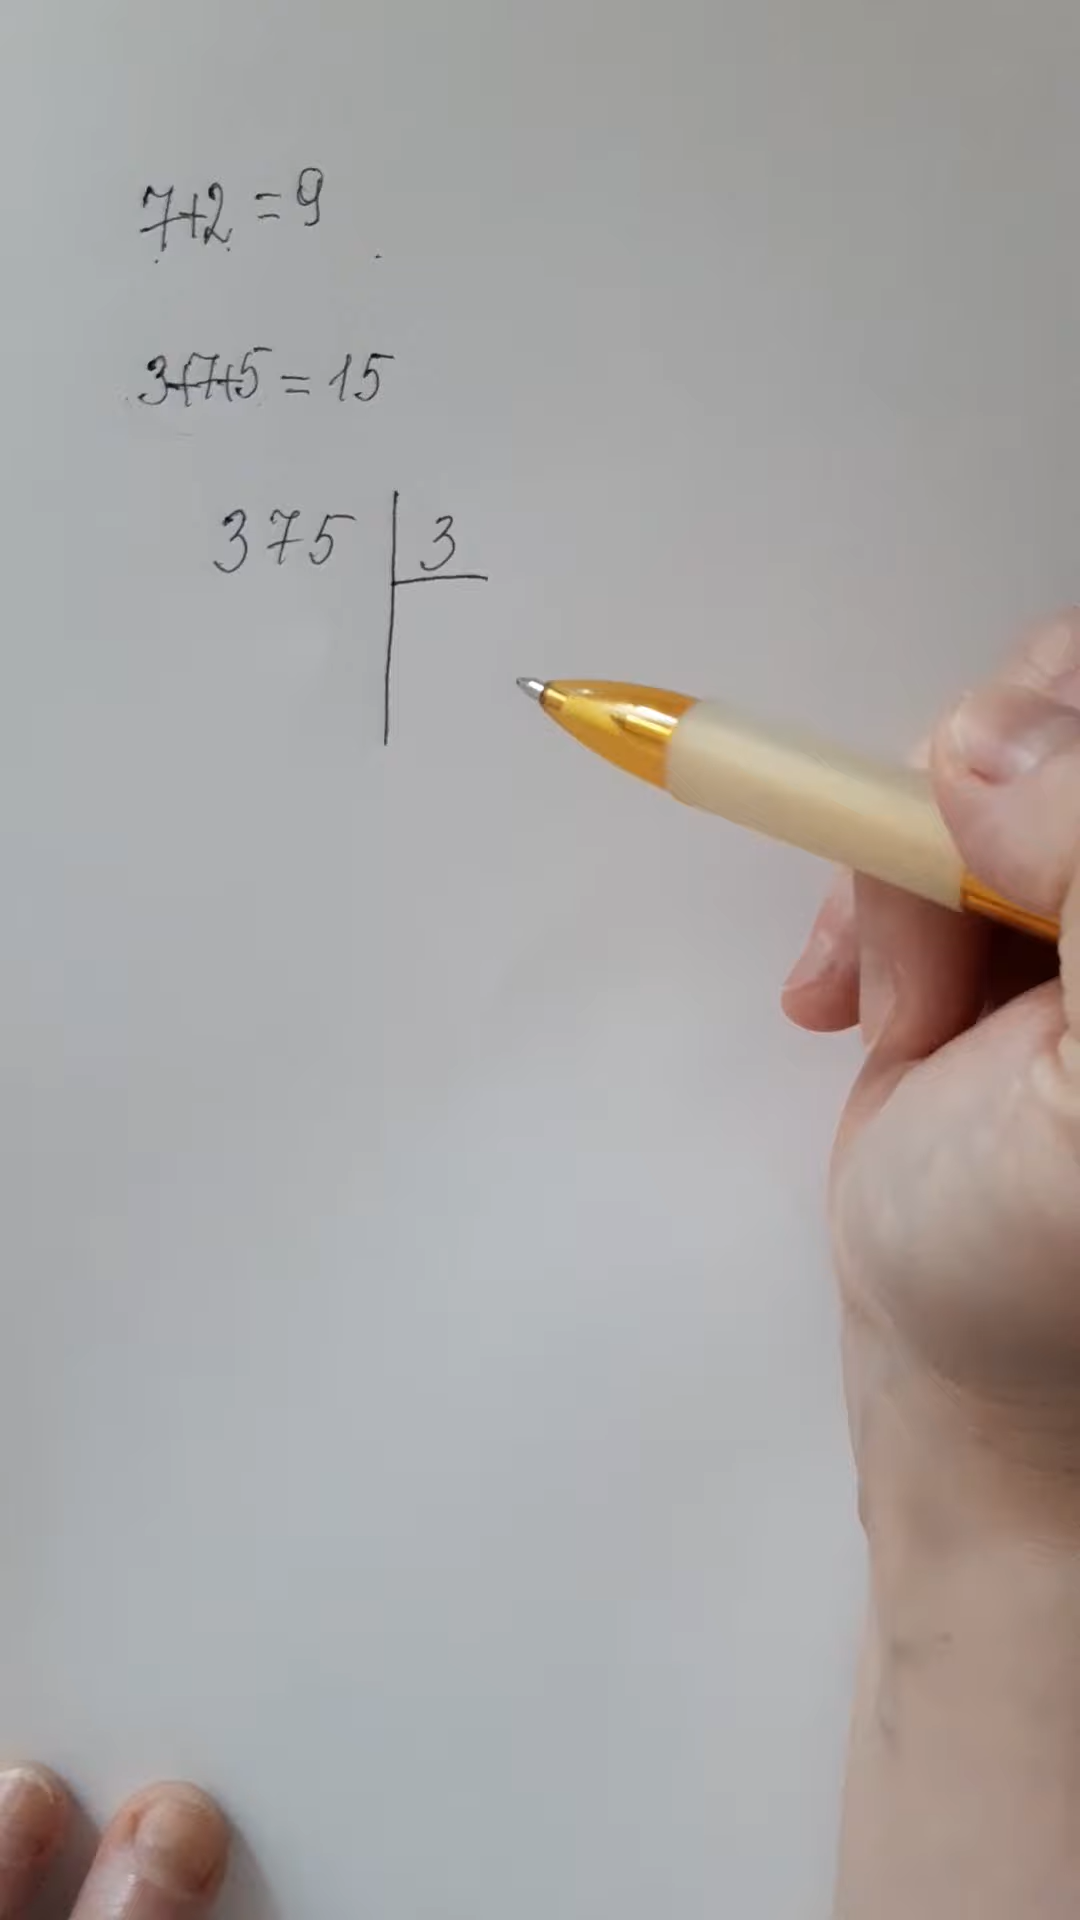 7+2 = 9
3+7+5 = 15
375 | 3